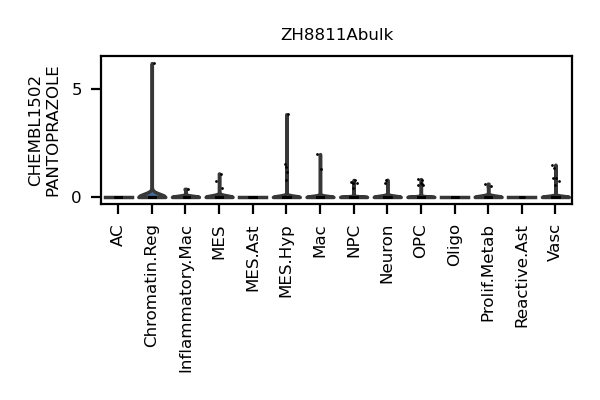 ZH8811Abulk
CHEMBL1502
PANTOPRAZOLE
5
0
AC
Chromatin.Reg
Inflammatory.Mac
MES
MES.Ast
MES.Hyp
Mac
NPC
Neuron
OPC
Oligo
Prolif.Metab
Reactive.Ast
Vasc